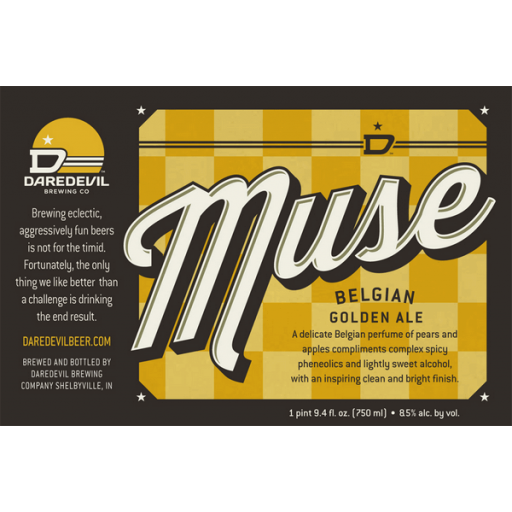 D
DAREDEVIL
BREWING CO
Brewing eclectic,
aggressively fun beers
is not for the timid.
Fortunately, the only
thing we like better than
a challenge is drinking
the end result.
DAREDEVILBEER.COM
BREWED AND BOTTLED BY
DAREDEVIL BREWING
COMPANY SHELBYVILLE, IN
D
Muse
BELGIAN
GOLDEN ALE
A delicate Belgian perfume of pears and
apples compliments complex spicy
pheneolics and lightly sweet alcohol,
with an inspiring clean and bright finish.
1 pint 9.4 fl. oz. (750 ml) • 8.5% alc. by vol.